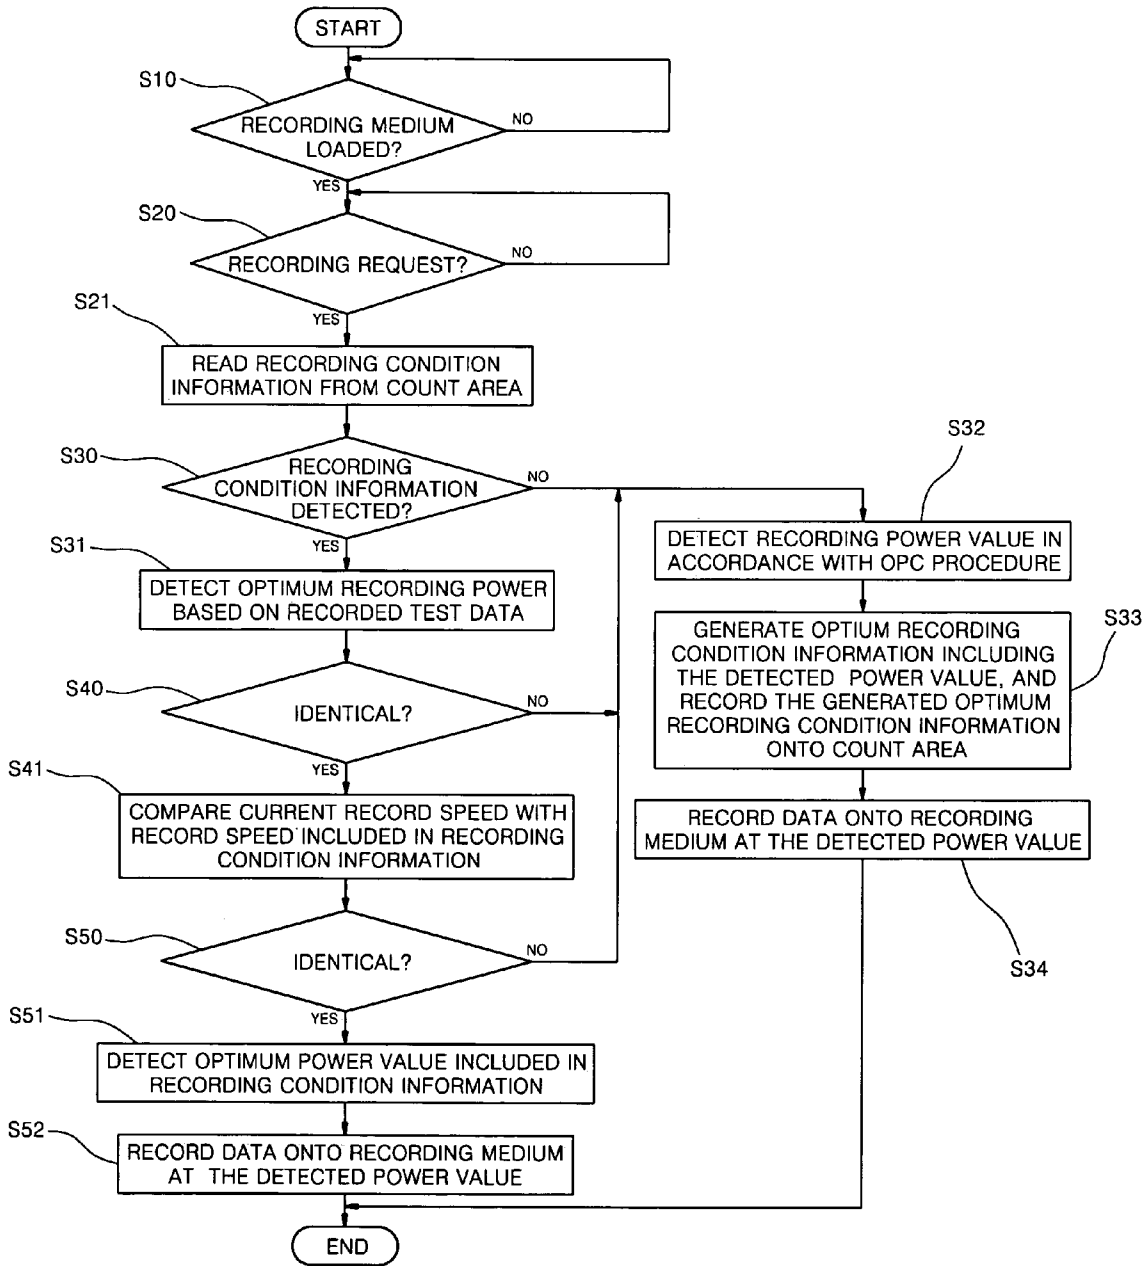 START
S10
RECORDING MEDIUM
LOADED?
NO
YES
S20
RECORDING REQUEST?
NO
YES
S21
READ RECORDING CONDITION
INFORMATION FROM COUNT AREA
S30
RECORDING
CONDITION INFORMATION
DETECTED?
NO
YES
S31
DETECT OPTIMUM RECORDING POWER
BASED ON RECORDED TEST DATA
S40
IDENTICAL?
NO
YES
S41
COMPARE CURRENT RECORD SPEED WITH
RECORD SPEED INCLUDED IN RECORDING
CONDITION INFORMATION
S50
IDENTICAL?
NO
YES
S51
DETECT OPTIMUM POWER VALUE INCLUDED IN
RECORDING CONDITION INFORMATION
S52
RECORD DATA ONTO RECORDING MEDIUM
AT THE DETECTED POWER VALUE
S32
DETECT RECORDING POWER VALUE IN
ACCORDANCE WITH OPC PROCEDURE
S33
GENERATE OPTIUM RECORDING
CONDITION INFORMATION INCLUDING
THE DETECTED POWER VALUE, AND
RECORD THE GENERATED OPTIMUM
RECORDING CONDITION INFORMATION
ONTO COUNT AREA
RECORD DATA ONTO RECORDING
MEDIUM AT THE DETECTED POWER VALUE
S34
END